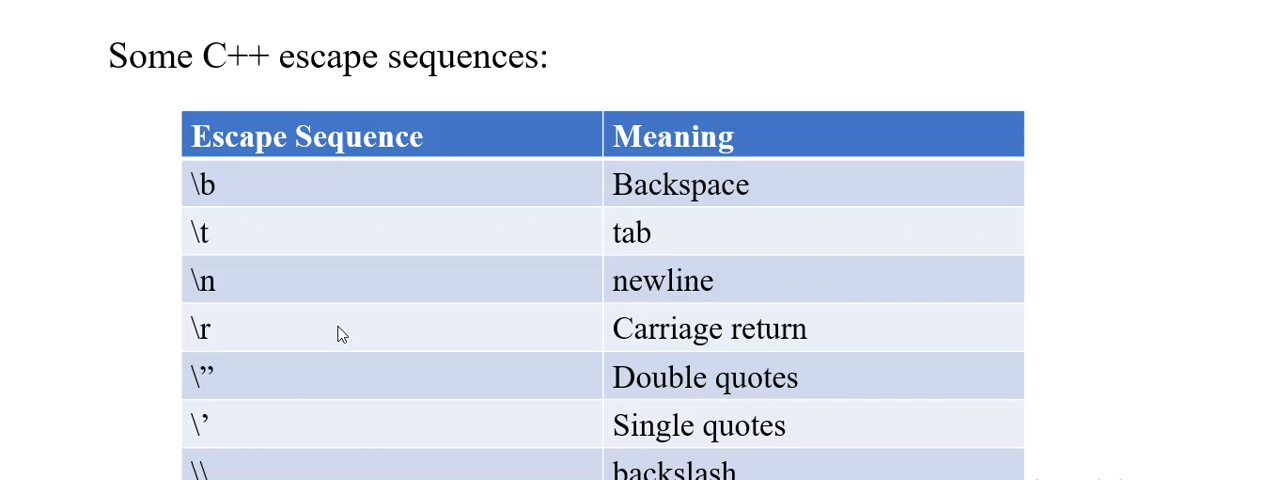 Some C++ escape sequences:
Escape Sequence Meaning
\b Backspace
\t tab
\n newline
\r Carriage return
\” Double quotes
\’ Single quotes
\\ backslash